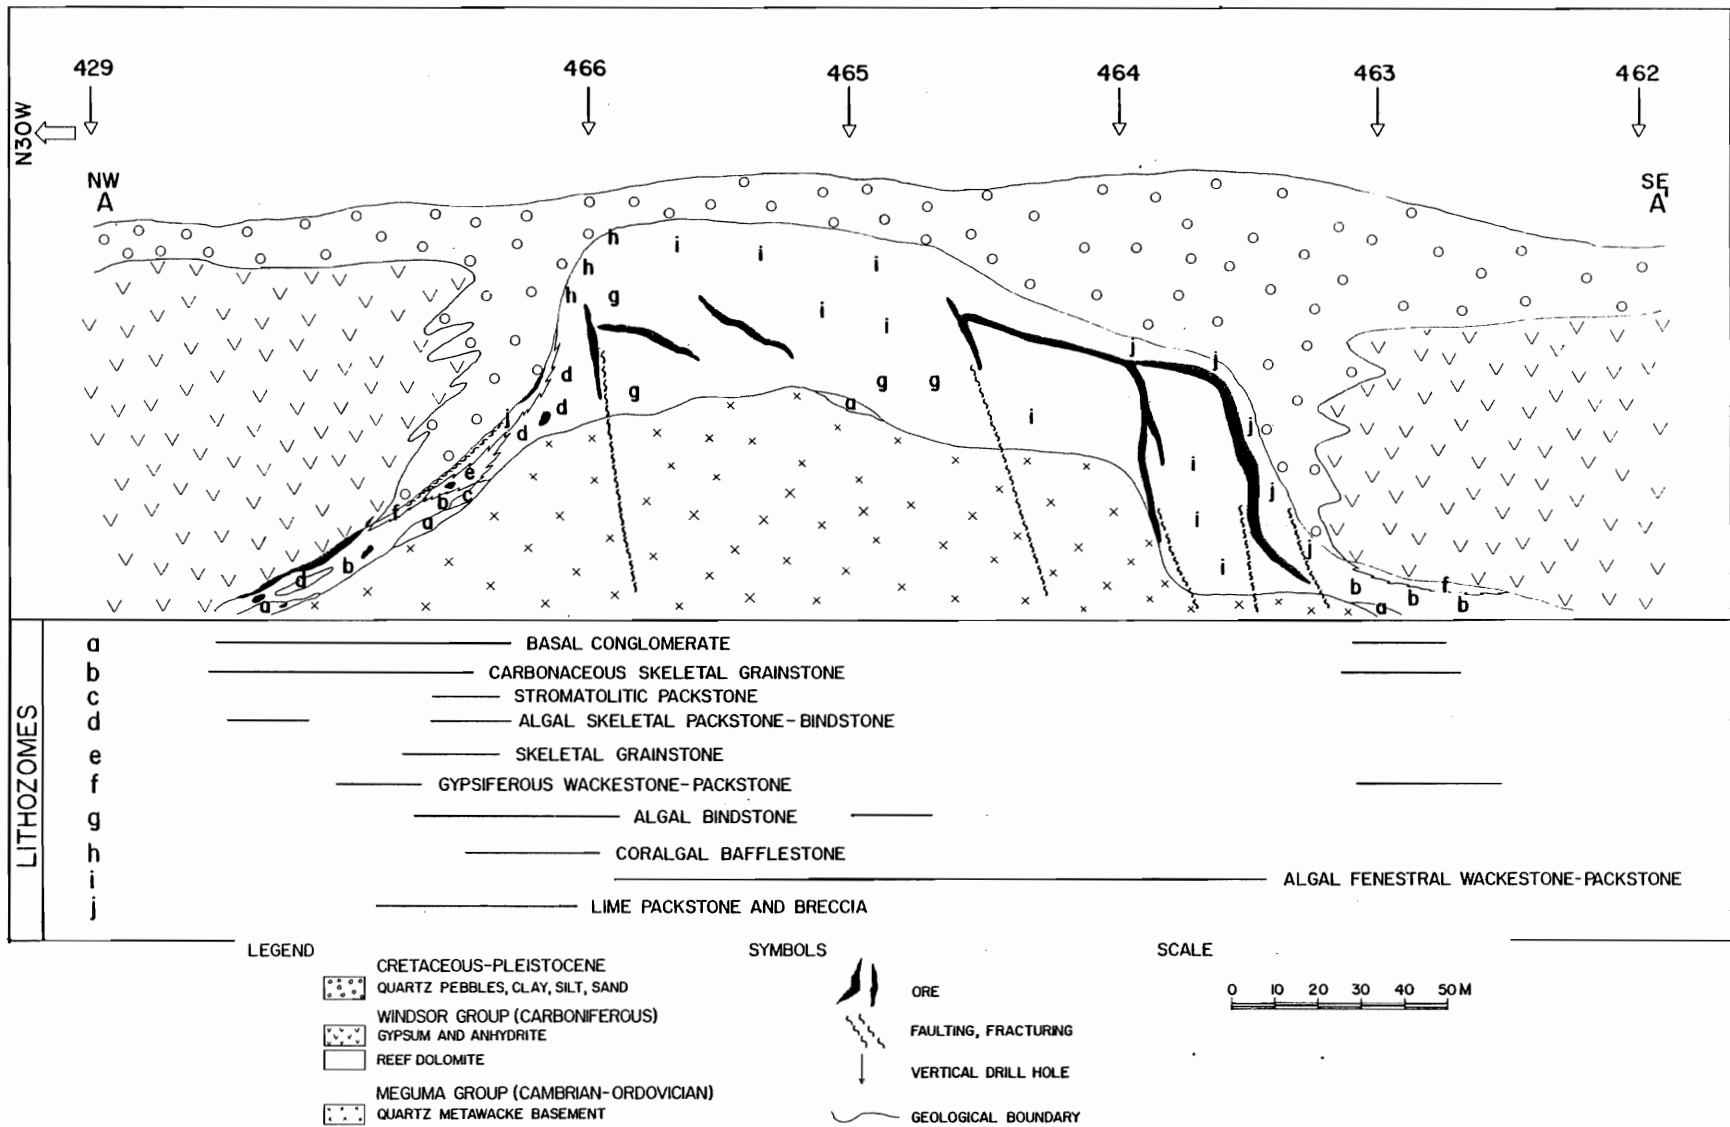 429 466 465 464 463 462
N30W
NW SE
A A'
h i i i
h
h g i i
j j
d g g g
d a i
j d j
e i
b c j
f a i
b i j
d b f
a a b b
a BASAL CONGLOMERATE
b CARBONACEOUS SKELETAL GRAINSTONE
c STROMATOLITIC PACKSTONE
d ALGAL SKELETAL PACKSTONE-BINDSTONE
e SKELETAL GRAINSTONE
f GYPSIFEROUS WACKESTONE-PACKSTONE
g ALGAL BINDSTONE
h CORALGAL BAFFLESTONE
i ALGAL FENESTRAL WACKESTONE-PACKSTONE
j LIME PACKSTONE AND BRECCIA
LITHOZOMES
LEGEND
CRETACEOUS-PLEISTOCENE
QUARTZ PEBBLES, CLAY, SILT, SAND
WINDSOR GROUP (CARBONIFEROUS)
GYPSUM AND ANHYDRITE
REEF DOLOMITE
MEGUMA GROUP (CAMBRIAN-ORDOVICIAN)
QUARTZ METAWACKE BASEMENT
SYMBOLS
ORE
FAULTING, FRACTURING
VERTICAL DRILL HOLE
GEOLOGICAL BOUNDARY
SCALE
0 10 20 30 40 50 M